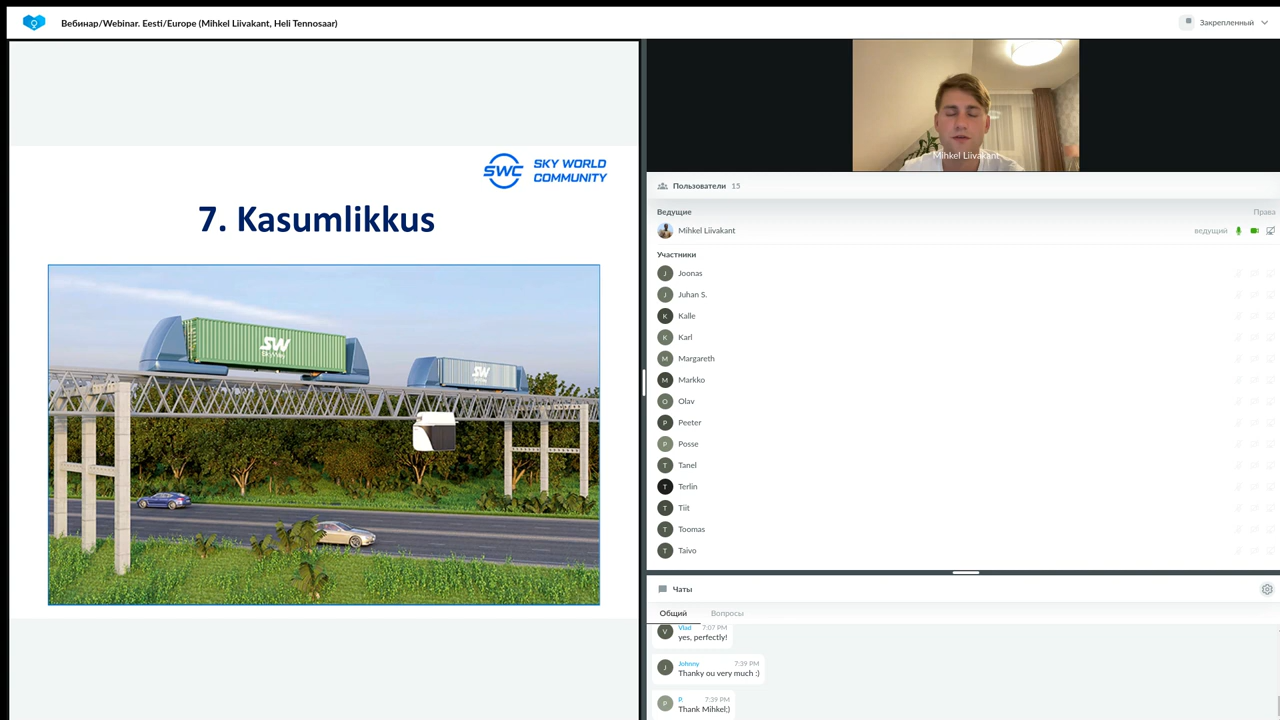 Вебинар/Webinar. Eesti/Europe (Mihkel Liivakant, Heli Tennosaar)
Закрепленный
SWC SKY WORLD
COMMUNITY
7. Kasumlikkus
SW
SkyWay
SW
Mihkel Liivakant
Пользователи 15
Ведущие Права
Mihkel Liivakant ведущий
Участники
J Joonas
J Juhan S.
K Kalle
K Karl
M Margareth
M Markko
O Olav
P Peeter
P Posse
T Tanel
T Terlin
T Tiit
T Toomas
T Taivo
Чаты
Общий Вопросы
V Vlad 7:07 PM
yes, perfectly!
J Johnny 7:39 PM
Thanky ou very much :)
P P. 7:39 PM
Thank Mihkel;)